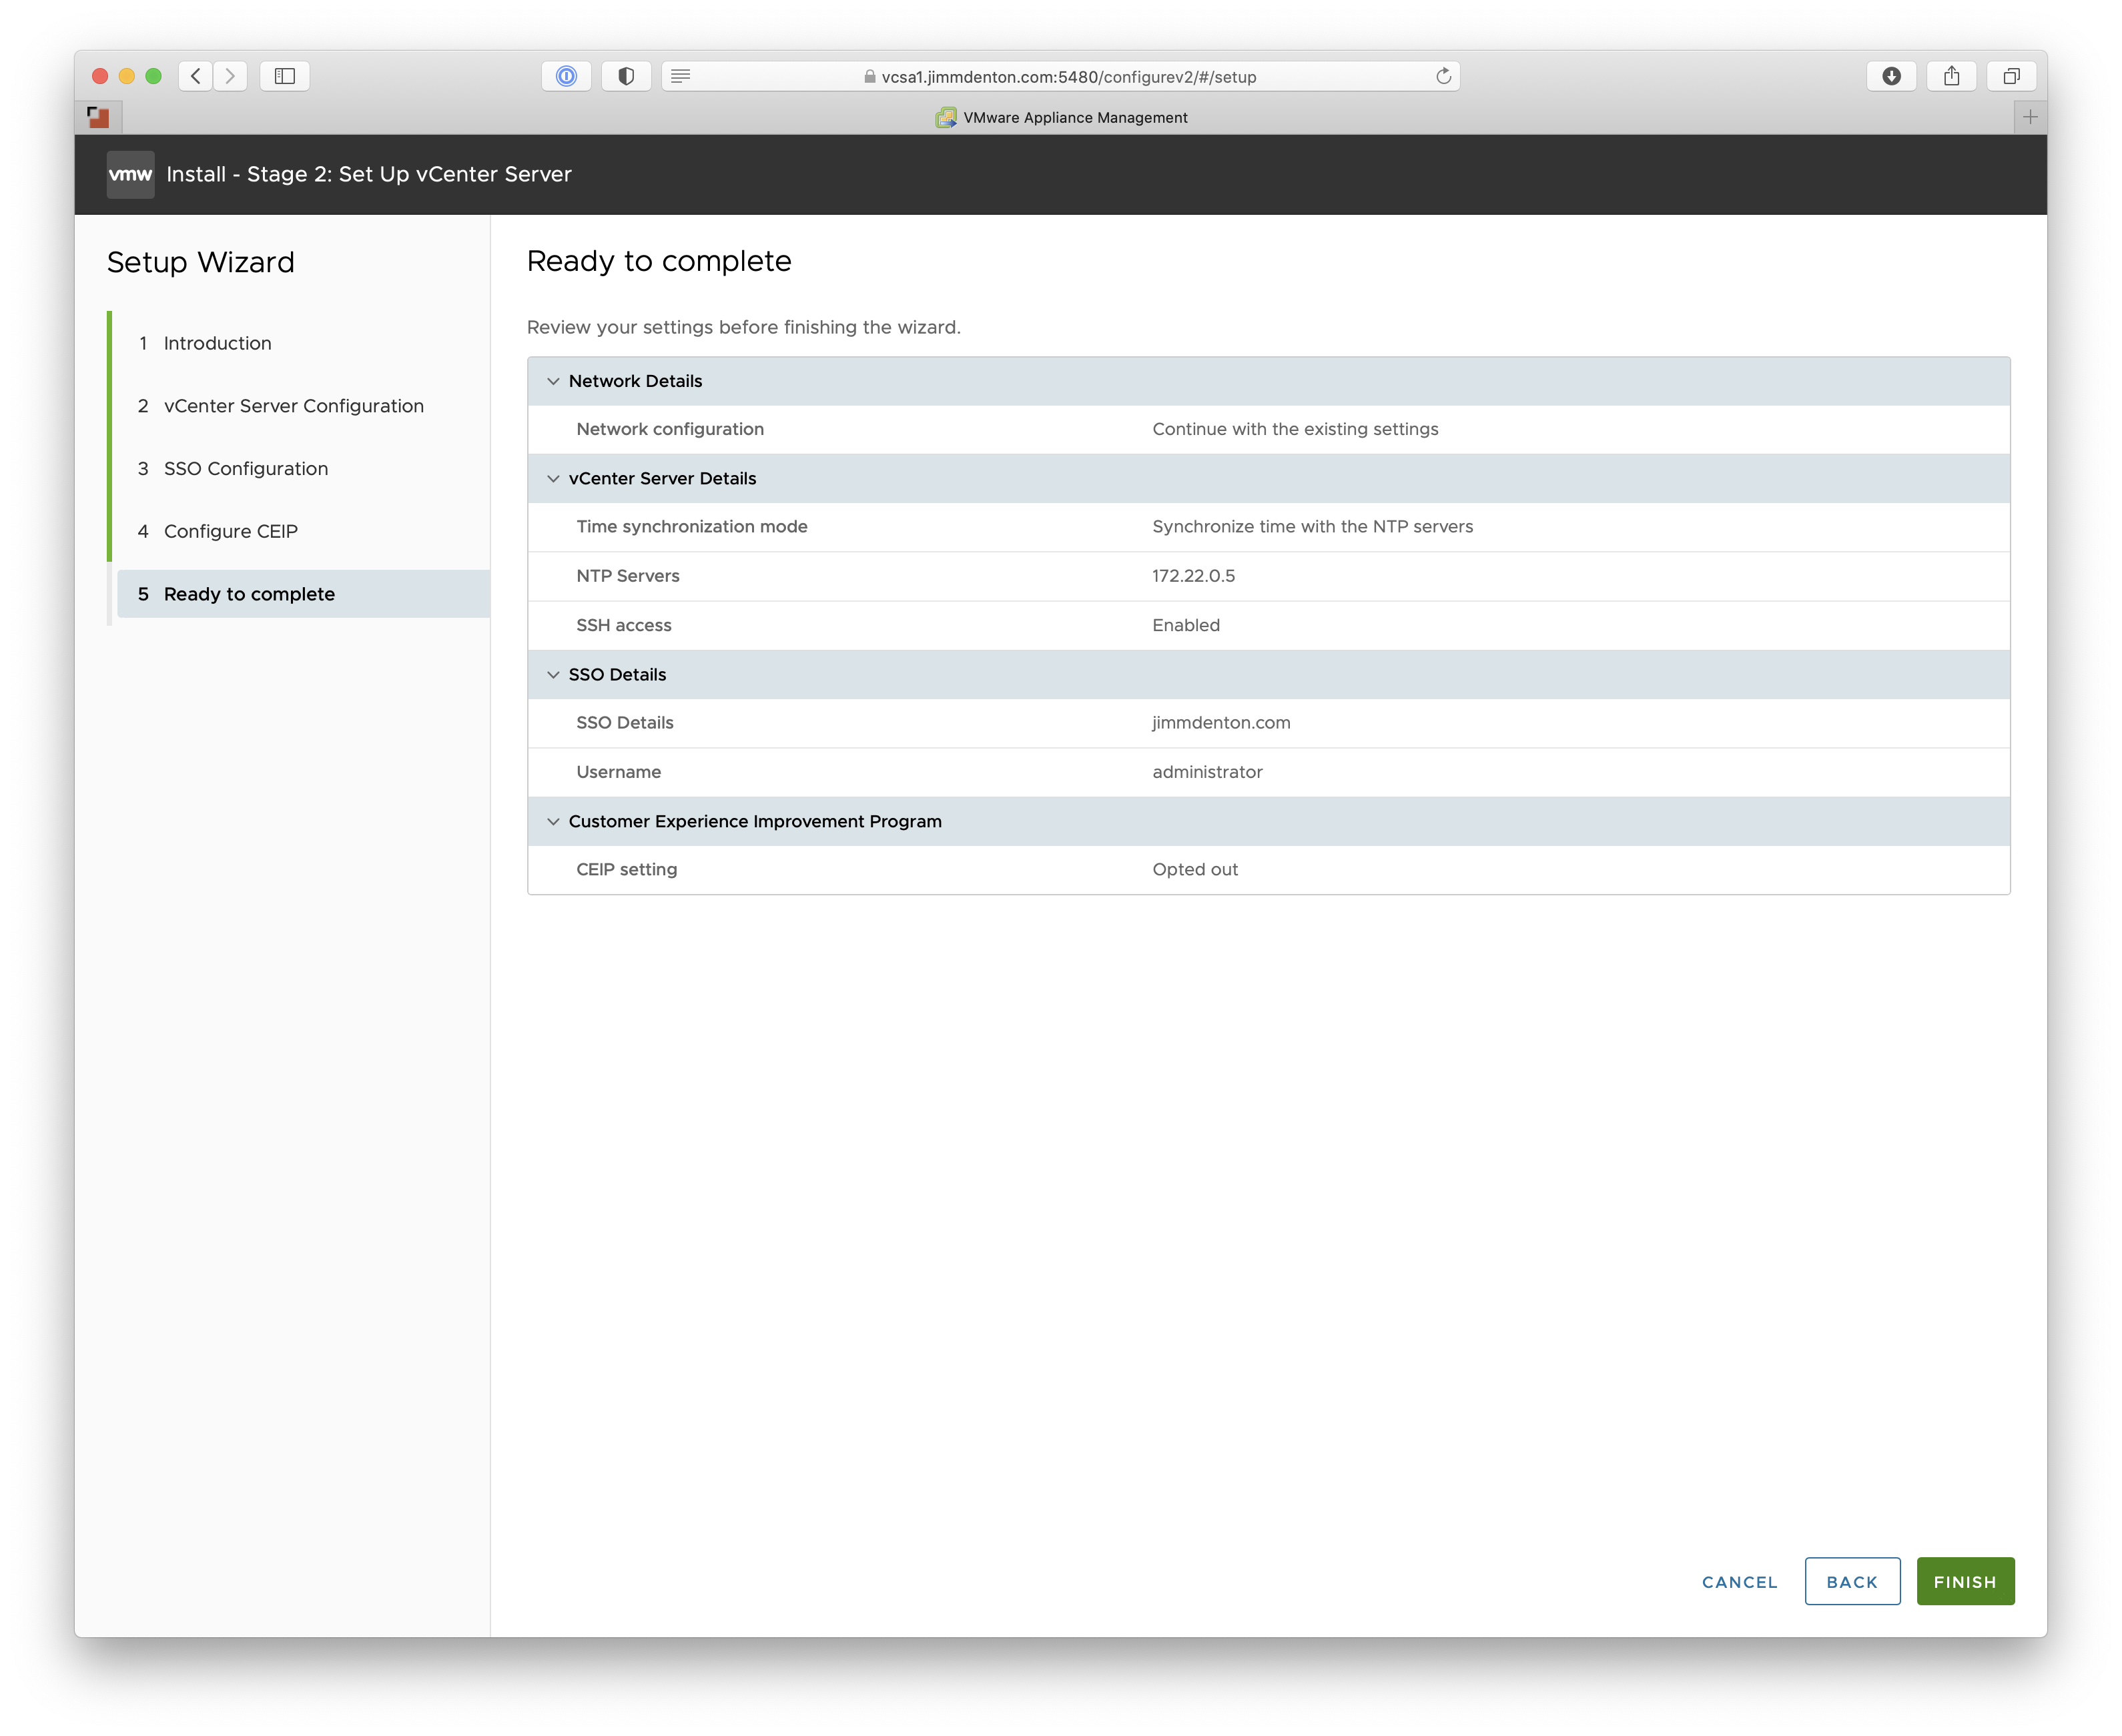 vcsa1.jimmdenton.com:5480/configurev2/#/setup
VMware Appliance Management
vmw Install - Stage 2: Set Up vCenter Server
Setup Wizard
1 Introduction
2 vCenter Server Configuration
3 SSO Configuration
4 Configure CEIP
5 Ready to complete
Ready to complete
Review your settings before finishing the wizard.
Network Details
Network configuration Continue with the existing settings
vCenter Server Details
Time synchronization mode Synchronize time with the NTP servers
NTP Servers 172.22.0.5
SSH access Enabled
SSO Details
SSO Details jimmdenton.com
Username administrator
Customer Experience Improvement Program
CEIP setting Opted out
CANCEL BACK FINISH